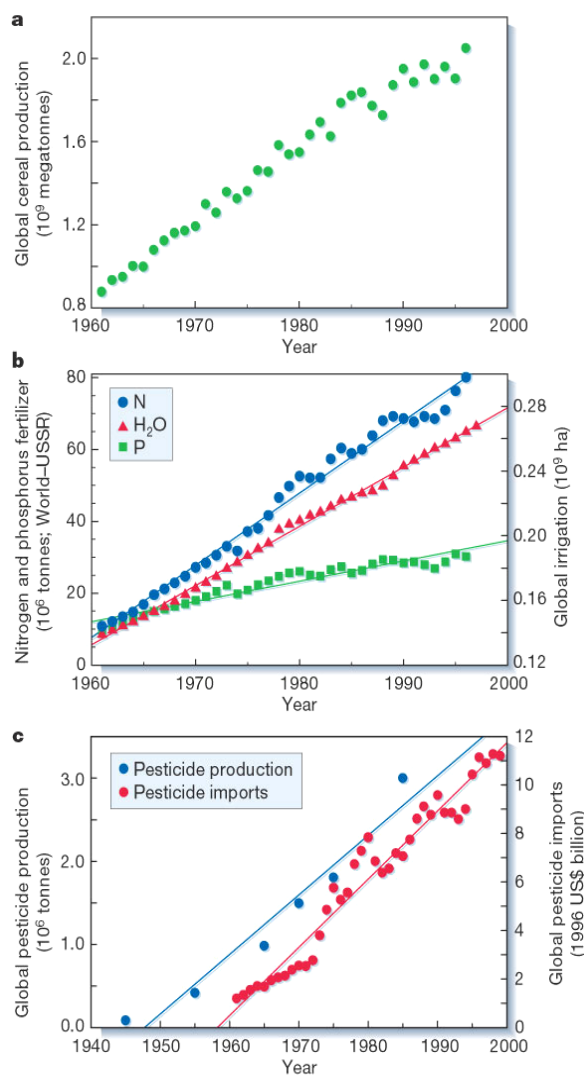 a
Global cereal production
(10⁹ megatonnes)
2.0
1.6
1.2
0.8
1960 1970 1980 1990 2000
Year
b
Nitrogen and phosphorus fertilizer
(10⁶ tonnes; World–USSR)
80
60
40
20
0
N
H₂O
P
0.28
0.24
0.20
0.16
0.12
Global irrigation (10⁹ ha)
1960 1970 1980 1990 2000
Year
c
Global pesticide production
(10⁶ tonnes)
3.0
2.0
1.0
0.0
Pesticide production
Pesticide imports
12
10
8
6
4
2
0
Global pesticide imports
(1996 US$ billion)
1940 1950 1960 1970 1980 1990 2000
Year